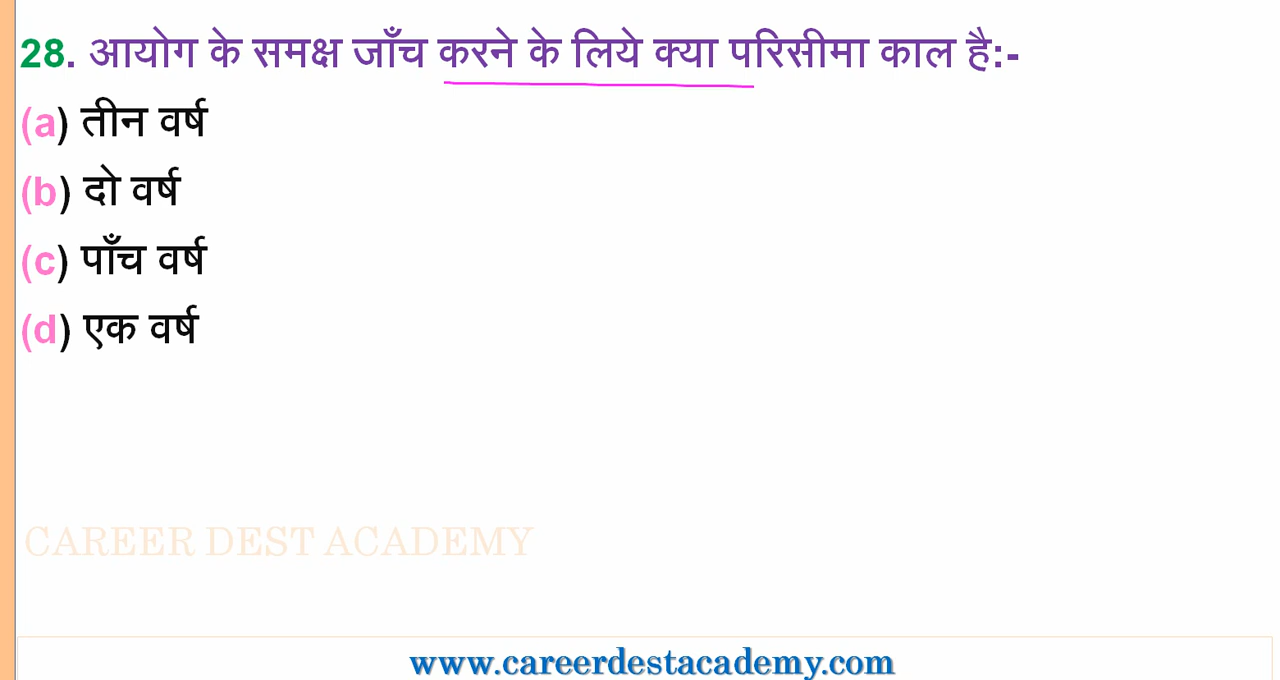 28. आयोग के समक्ष जाँच करने के लिये क्या परिसीमा काल है:-
(a) तीन वर्ष
(b) दो वर्ष
(c) पाँच वर्ष
(d) एक वर्ष
CAREER DEST ACADEMY
www.careerdestacademy.com